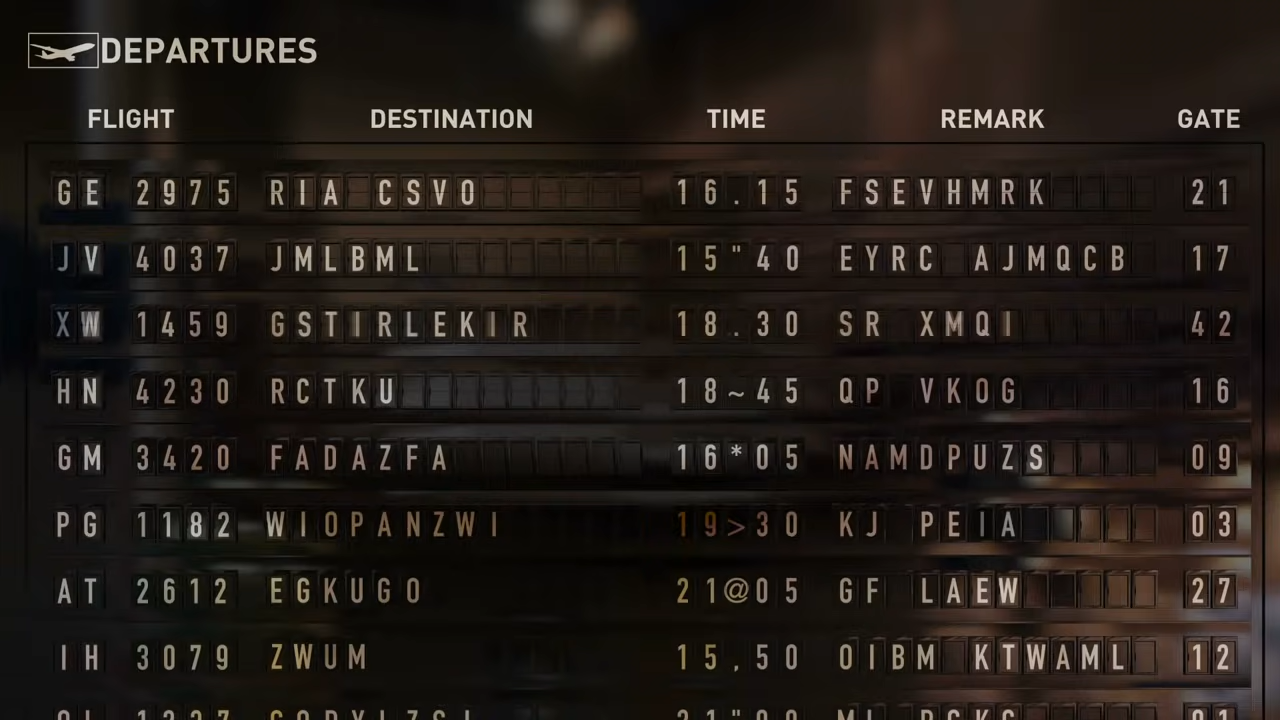 DEPARTURES
FLIGHT DESTINATION TIME REMARK GATE
GE 2975 RIA CSVO 16.15 FSEVHMRK 21
JV 4037 JMLBML 15"40 EYRC AJMQCB 17
XW 1459 GSTIRLEKIR 18.30 SR XMQI 42
HN 4230 RCTKU 18~45 QP VKOG 16
GM 3420 FADAZFA 16*05 NAMDPUZS 09
PG 1182 WIOPANZWI 19>30 KJ PEIA 03
AT 2612 EGKUGO 21@05 GF LAEW 27
IH 3079 ZWUM 15,50 OIBM KTWAML 12